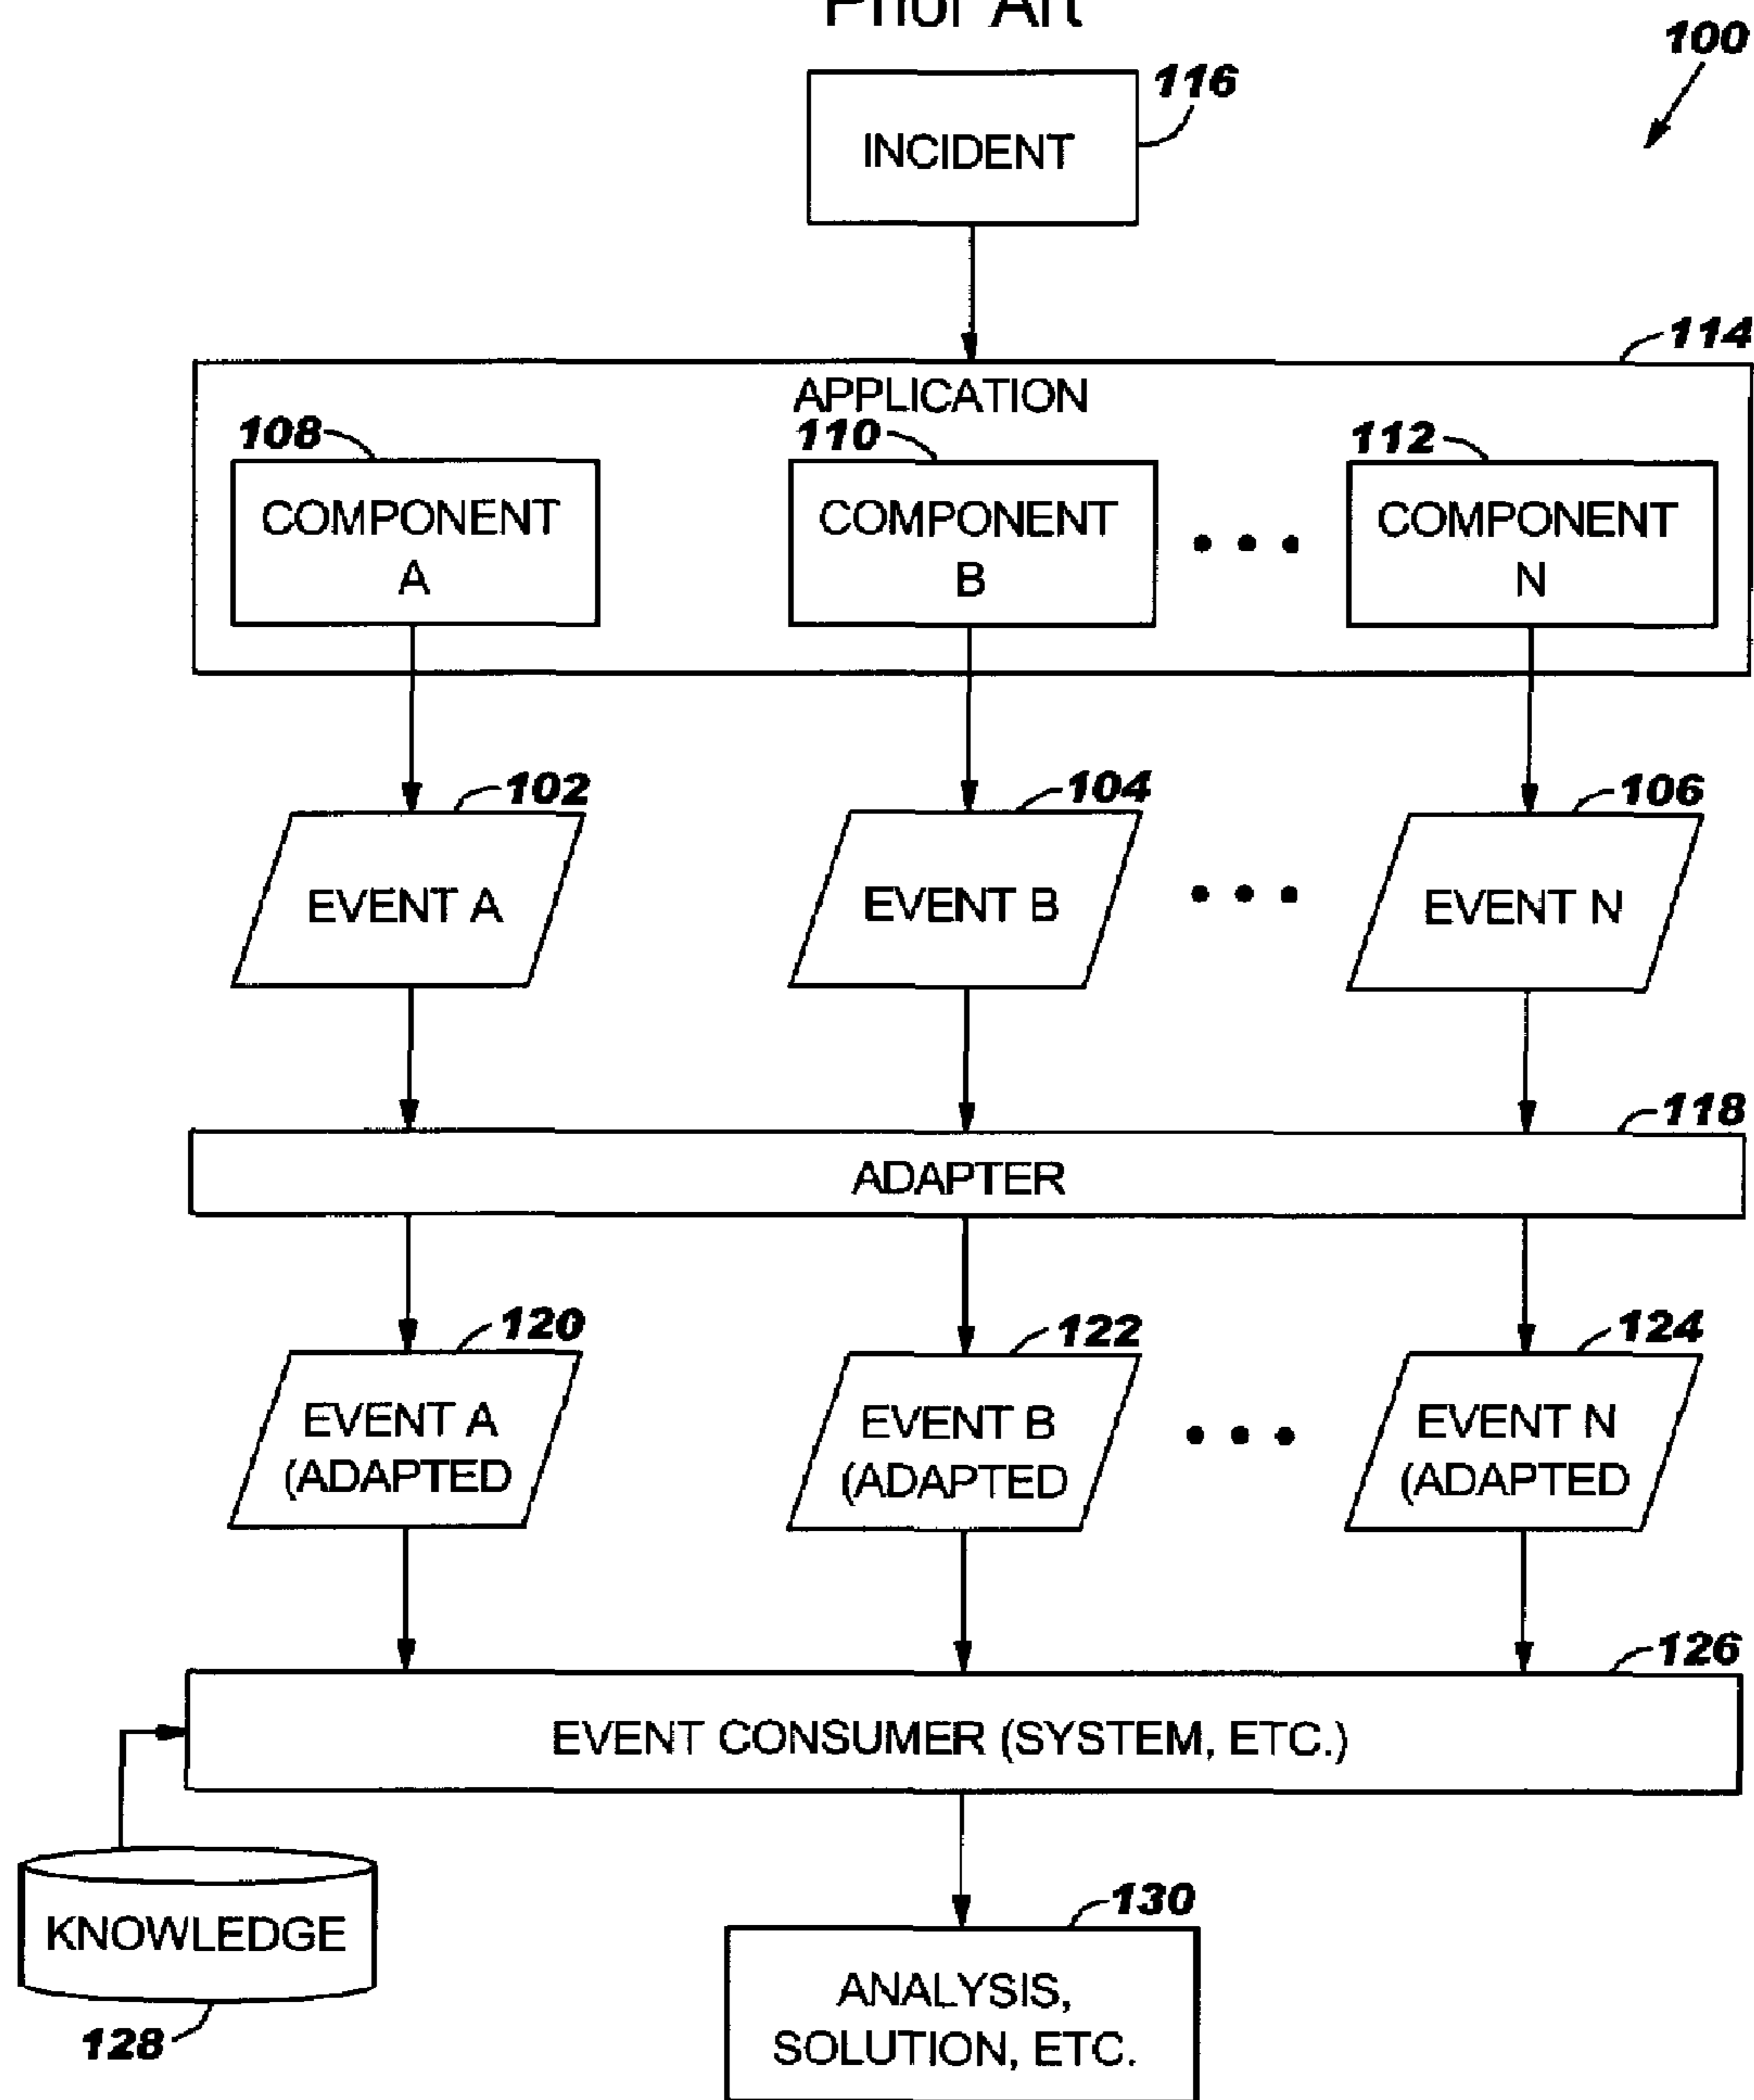 Prior Art
100
116
INCIDENT
114
APPLICATION
108
110
112
COMPONENT
A
COMPONENT
B
COMPONENT
N
102
104
106
EVENT A
EVENT B
EVENT N
118
ADAPTER
120
122
124
EVENT A
(ADAPTED
EVENT B
(ADAPTED
EVENT N
(ADAPTED
126
EVENT CONSUMER (SYSTEM, ETC.)
KNOWLEDGE
128
130
ANALYSIS,
SOLUTION, ETC.